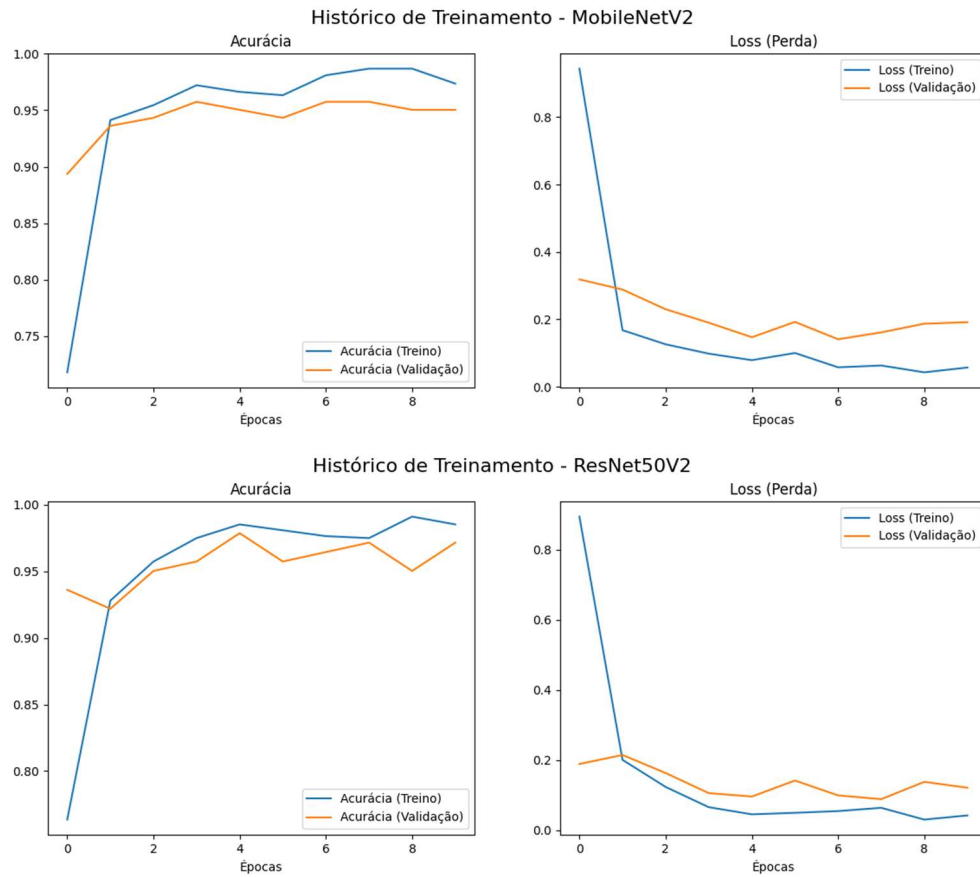 Histórico de Treinamento - MobileNetV2
Acurácia
1.00
0.95
0.90
0.85
0.80
0.75
0 2 4 6 8
Épocas
Acurácia (Treino)
Acurácia (Validação)
Loss (Perda)
0.8
0.6
0.4
0.2
0.0
0 2 4 6 8
Épocas
Loss (Treino)
Loss (Validação)
Histórico de Treinamento - ResNet50V2
Acurácia
1.00
0.95
0.90
0.85
0.80
0 2 4 6 8
Épocas
Acurácia (Treino)
Acurácia (Validação)
Loss (Perda)
0.8
0.6
0.4
0.2
0.0
0 2 4 6 8
Épocas
Loss (Treino)
Loss (Validação)